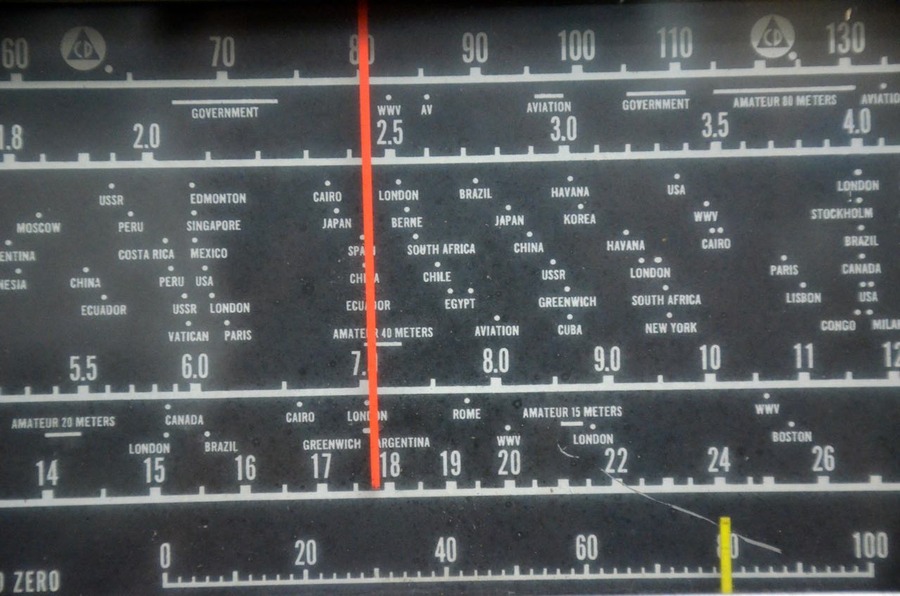 60 CD 70 80 90 100 110 CD 130
GOVERNMENT WWV AV AVIATION GOVERNMENT AMATEUR 80 METERS AVIATIO
1.8 2.0 2.5 3.0 3.5 4.0
USSR EDMONTON CAIRO LONDON BRAZIL HAVANA USA LONDON
MOSCOW PERU SINGAPORE JAPAN BERNE JAPAN KOREA WWV STOCKHOLM
ENTINA COSTA RICA MEXICO SPAIN SOUTH AFRICA CHINA HAVANA CAIRO BRAZIL
NESIA CHINA PERU USA CHINA CHILE USSR LONDON PARIS CANADA
ECUADOR USSR LONDON ECUADOR EGYPT GREENWICH SOUTH AFRICA LISBON USA
VATICAN PARIS AMATEUR 40 METERS AVIATION CUBA NEW YORK CONGO MILAN
5.5 6.0 7. 8.0 9.0 10 11 12
AMATEUR 20 METERS CANADA CAIRO LONDON ROME AMATEUR 15 METERS WWV
LONDON BRAZIL GREENWICH ARGENTINA WWV LONDON BOSTON
14 15 16 17 18 19 20 22 24 26
0 20 40 60 80 100
ZERO